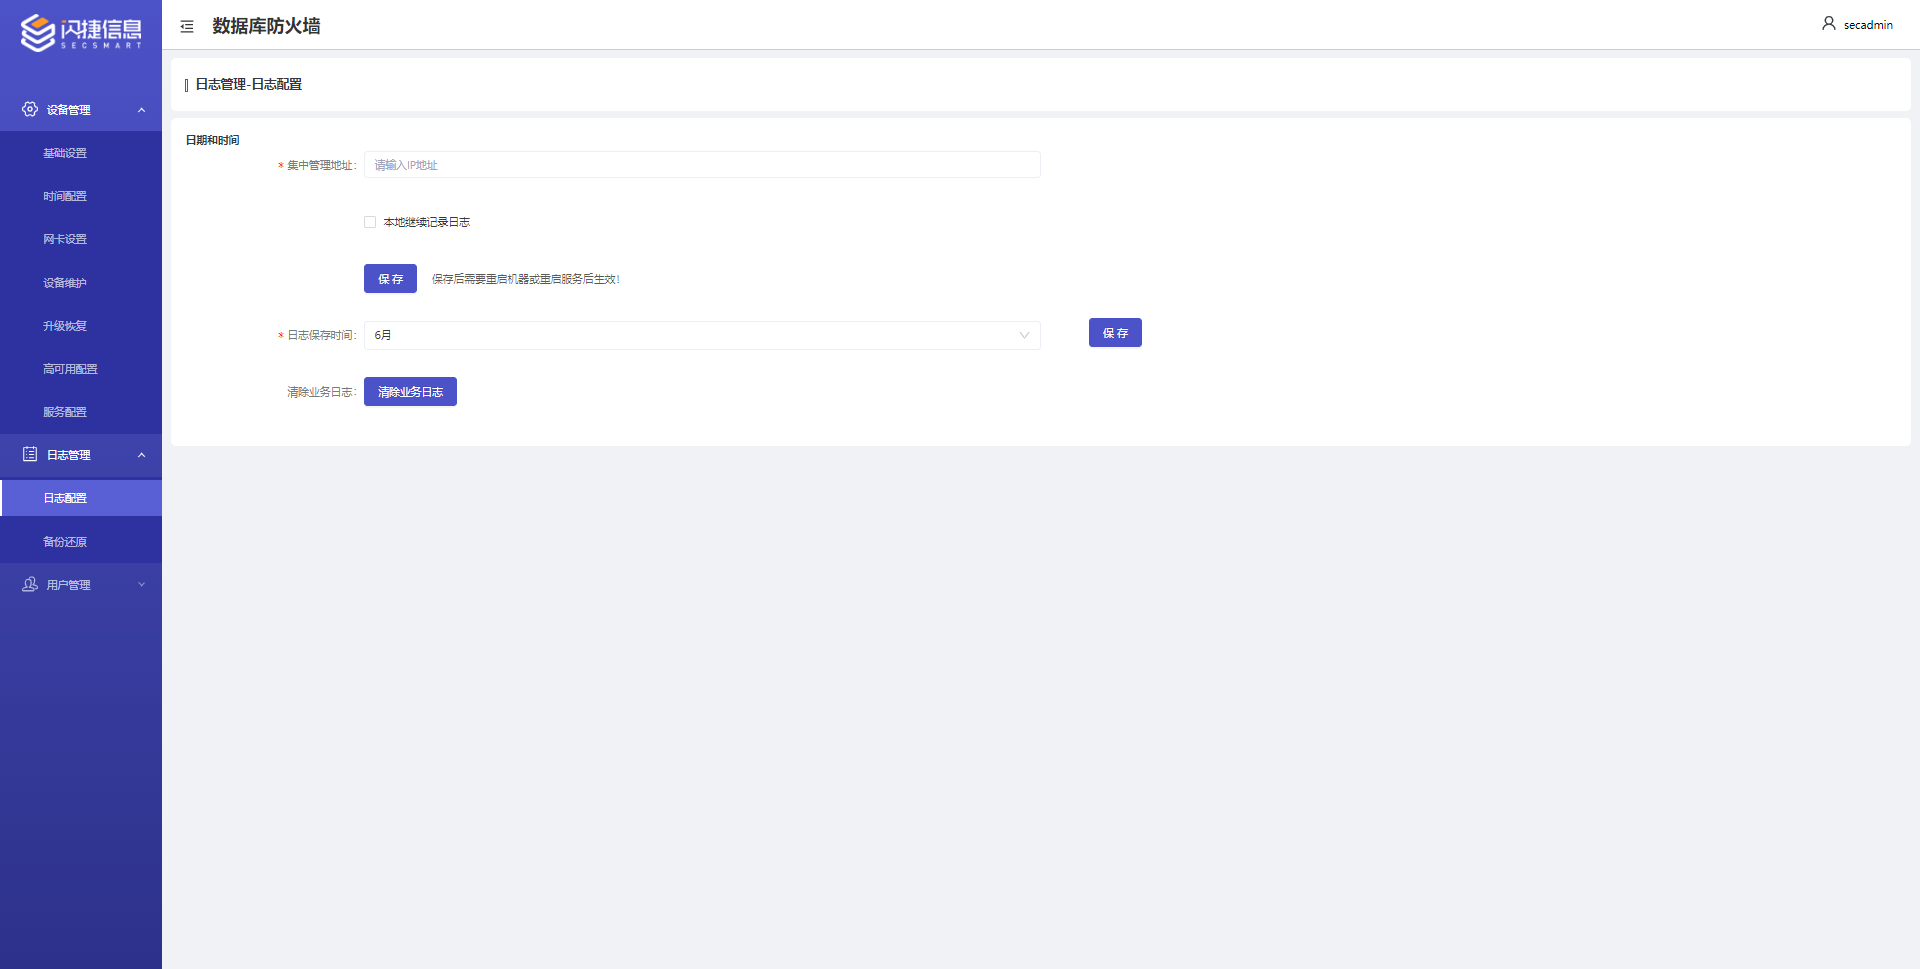 闪捷信息
SECSMART
数据库防火墙
secadmin
设备管理
基础设置
时间配置
网卡设置
设备维护
升级恢复
高可用配置
服务配置
日志管理
日志配置
备份还原
用户管理
日志管理-日志配置
日期和时间
* 集中管理地址: 请输入IP地址
本地继续记录日志
保 存 保存后需要重启机器或重启服务后生效!
* 日志保存时间: 6月 保 存
清除业务日志: 清除业务日志